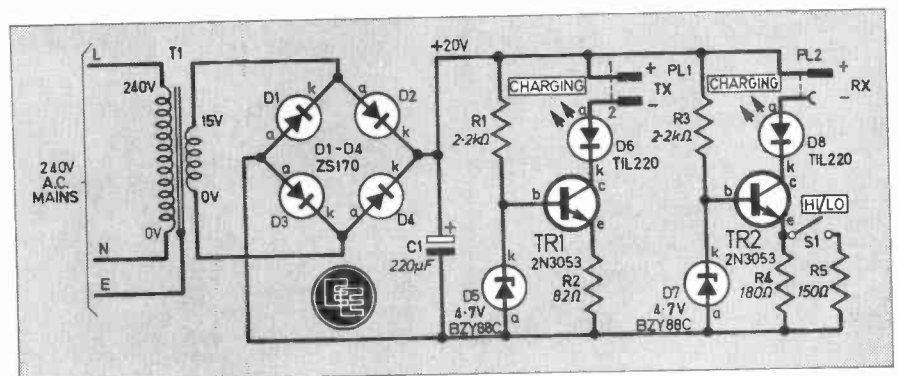 L
T1
240V
15V
240V
A.C.
MAINS
0V
0V
N
E
D1
D2
D3
D4
a
k
a
k
a
k
a
k
D1-D4
ZS170
EE
+20V
C1
220µF
+
R1
2·2kΩ
CHARGING
1
PL1
+
TX
−
2
a
D6
TIL220
k
c
b
e
TR1
2N3053
k
D5
4·7V
BZY88C
a
R2
82Ω
R3
2·2kΩ
CHARGING
PL2
+
RX
−
a
D8
TIL220
k
c
b
e
TR2
2N3053
HI/LO
S1
k
D7
4·7V
BZY88C
a
R4
180Ω
R5
150Ω